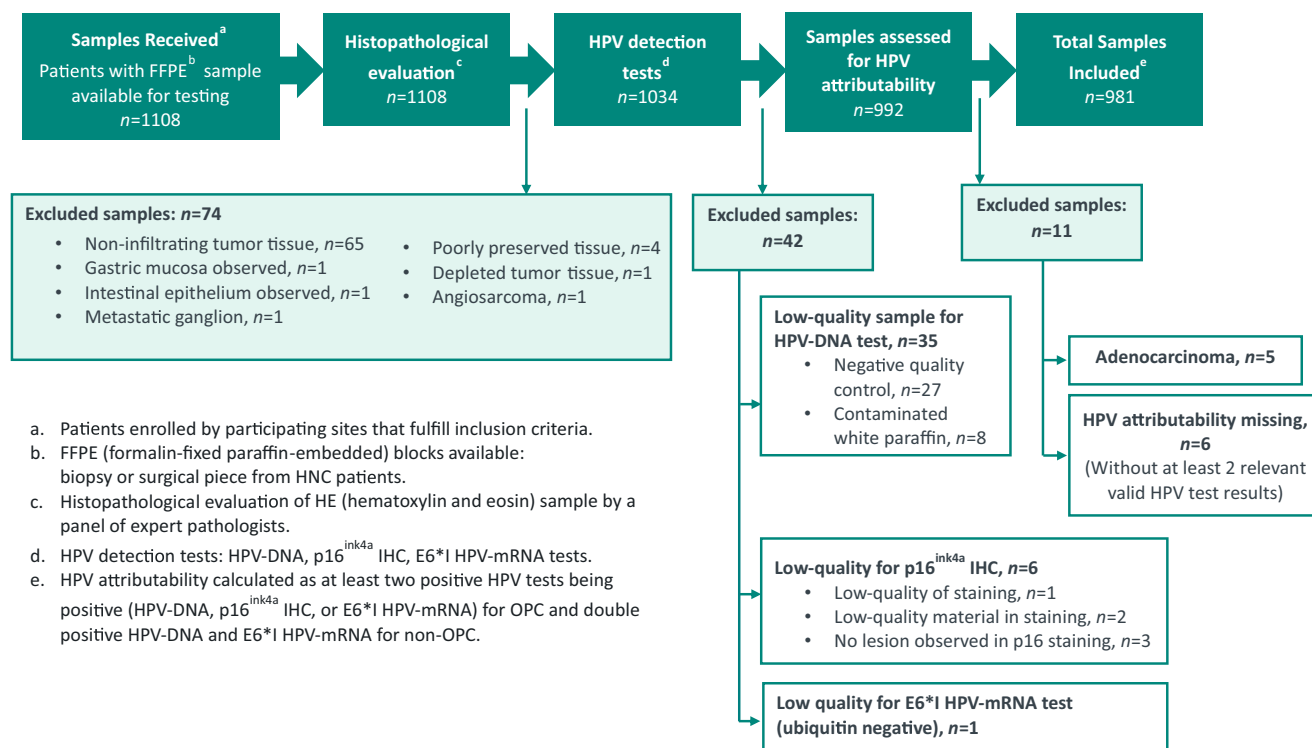 Samples Received^a
Patients with FFPE^b sample
available for testing
n=1108
Histopathological
evaluation^c
n=1108
HPV detection
tests^d
n=1034
Samples assessed
for HPV
attributability
n=992
Total Samples
Included^e
n=981
Excluded samples: n=74
• Non-infiltrating tumor tissue, n=65
• Gastric mucosa observed, n=1
• Intestinal epithelium observed, n=1
• Metastatic ganglion, n=1
• Poorly preserved tissue, n=4
• Depleted tumor tissue, n=1
• Angiosarcoma, n=1
Excluded samples:
n=42
Excluded samples:
n=11
Low-quality sample for
HPV-DNA test, n=35
• Negative quality
control, n=27
• Contaminated
white paraffin, n=8
Adenocarcinoma, n=5
HPV attributability missing,
n=6
(Without at least 2 relevant
valid HPV test results)
Low-quality for p16^ink4a IHC, n=6
• Low-quality of staining, n=1
• Low-quality material in staining, n=2
• No lesion observed in p16 staining, n=3
Low quality for E6*I HPV-mRNA test
(ubiquitin negative), n=1
a. Patients enrolled by participating sites that fulfill inclusion criteria.
b. FFPE (formalin-fixed paraffin-embedded) blocks available:
biopsy or surgical piece from HNC patients.
c. Histopathological evaluation of HE (hematoxylin and eosin) sample by a
panel of expert pathologists.
d. HPV detection tests: HPV-DNA, p16^ink4a IHC, E6*I HPV-mRNA tests.
e. HPV attributability calculated as at least two positive HPV tests being
positive (HPV-DNA, p16^ink4a IHC, or E6*I HPV-mRNA) for OPC and double
positive HPV-DNA and E6*I HPV-mRNA for non-OPC.